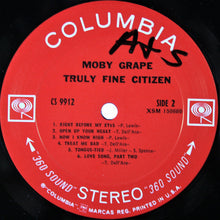 COLUMBIA
A+S
MOBY GRAPE
TRULY FINE CITIZEN
CS 9912
SIDE 2
XSM 150660
1. RIGHT BEFORE MY EYES - P. Lewis-
2. OPEN UP YOUR HEART - T. Dell'Ara-
3. NOW I KNOW HIGH - P. Lewis-
4. TREAT ME BAD - T. Dell'Ara-
5. TONGUE-TIED - J. Miller - S. Spence-
6. LOVE SONG, PART TWO
- T. Dell'Ara-
"360 SOUND" STEREO "360 SOUND"
® "COLUMBIA" MARCAS REG. PRINTED IN U.S.A.